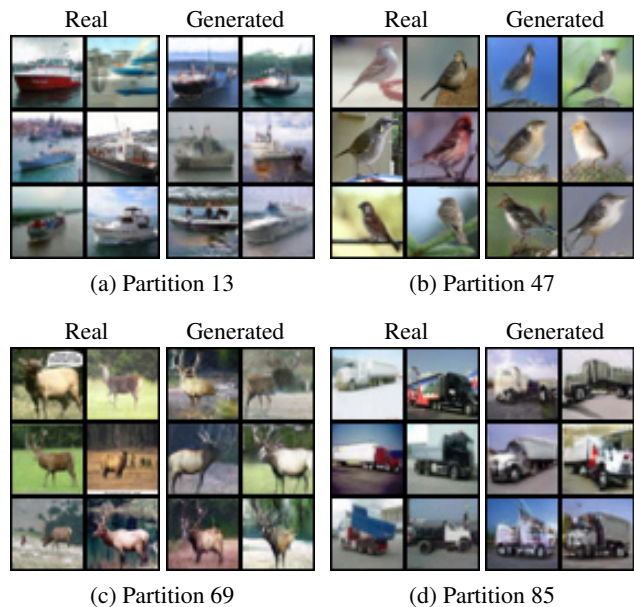 Real Generated Real Generated
(a) Partition 13 (b) Partition 47
Real Generated Real Generated
(c) Partition 69 (d) Partition 85